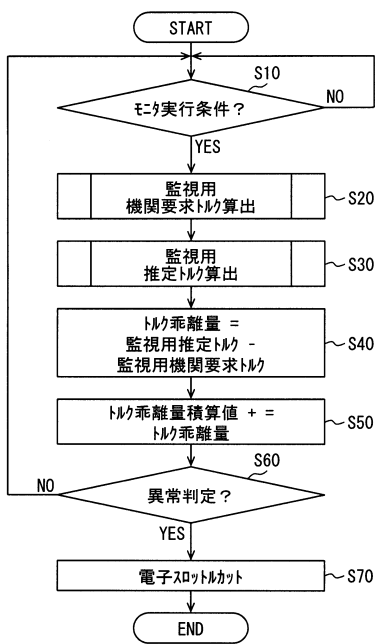 START
S10
モニタ実行条件？
NO
YES
監視用
機関要求トルク算出
S20
監視用
推定トルク算出
S30
トルク乖離量 =
監視用推定トルク -
監視用機関要求トルク
S40
トルク乖離量積算値 + =
トルク乖離量
S50
S60
NO
異常判定？
YES
電子スロットルカット
S70
END